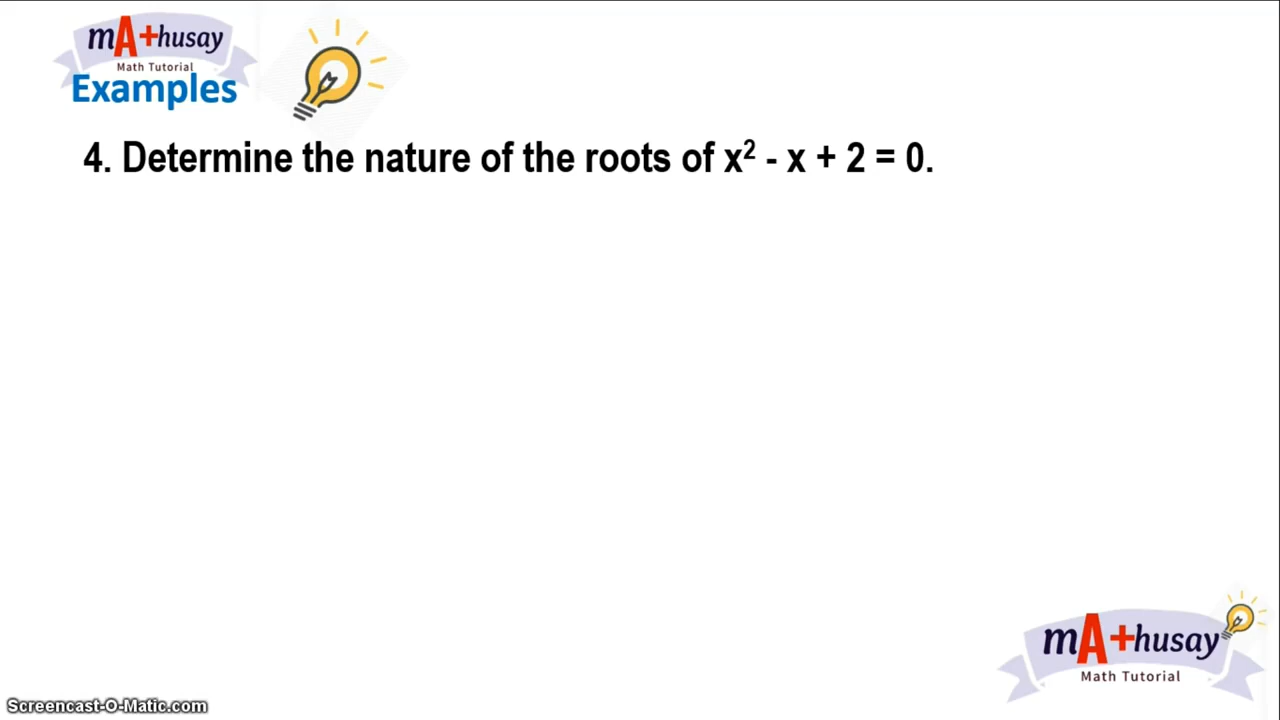 mA+husay
Math Tutorial
Examples
4. Determine the nature of the roots of x² - x + 2 = 0.
mA+husay
Math Tutorial
Screencast-O-Matic.com